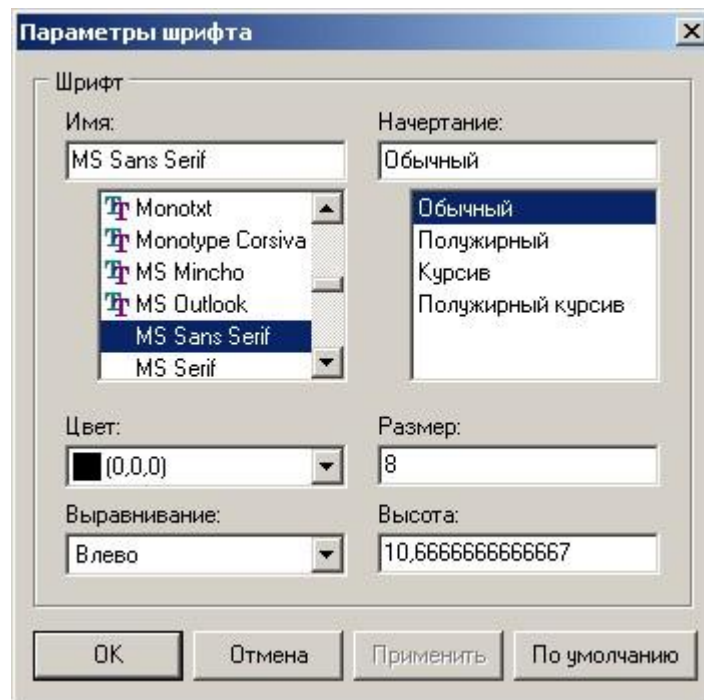 Параметры шрифта
Шрифт
Имя: Начертание:
MS Sans Serif Обычный
Monotxt Обычный
Monotype Corsiva Полужирный
MS Mincho Курсив
MS Outlook Полужирный курсив
MS Sans Serif
MS Serif
Цвет: Размер:
(0,0,0) 8
Выравнивание: Высота:
Влево 10,6666666666667
OK Отмена Применить По умолчанию